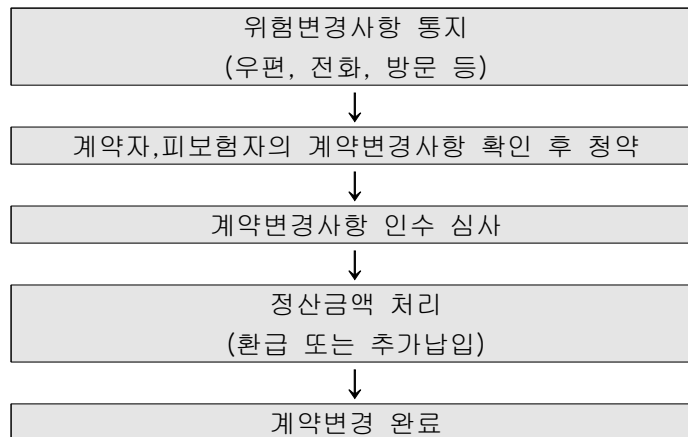 위험변경사항 통지
(우편, 전화, 방문 등)
계약자,피보험자의 계약변경사항 확인 후 청약
계약변경사항 인수 심사
정산금액 처리
(환급 또는 추가납입)
계약변경 완료